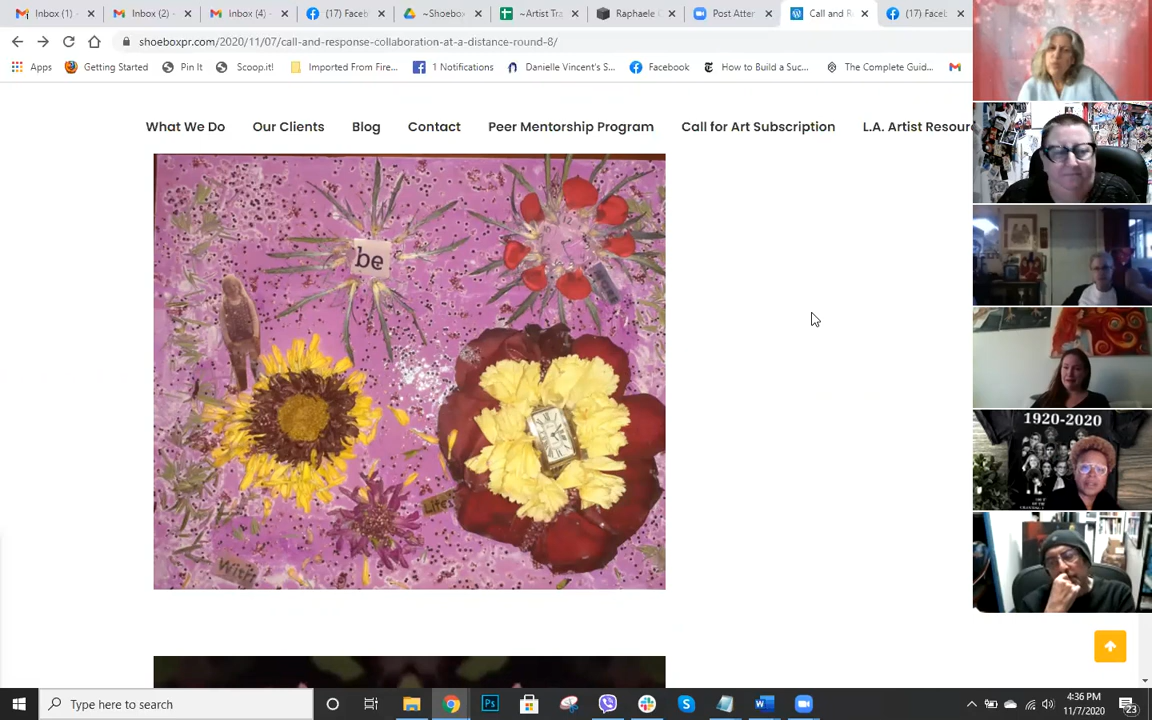 Inbox (1) -
Inbox (2) -
Inbox (4) -
(17) Faceb
~Shoebox
~Artist Tra
Raphaele
Post Atter
Call and R
(17) Faceb
shoeboxpr.com/2020/11/07/call-and-response-collaboration-at-a-distance-round-8/
Apps
Getting Started
Pin It
Scoop.it!
Imported From Fire...
1 Notifications
Danielle Vincent's S...
Facebook
How to Build a Suc...
The Complete Guid...
What We Do
Our Clients
Blog
Contact
Peer Mentorship Program
Call for Art Subscription
L.A. Artist Resour
be
Life
With
1920-2020
Type here to search
Ps
4:36 PM
11/7/2020
23